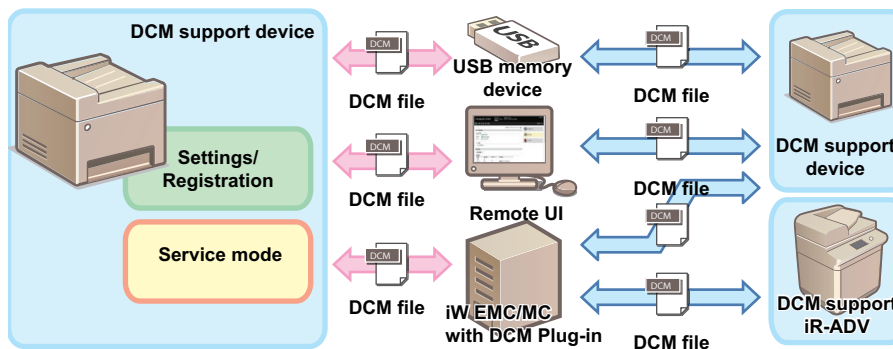 DCM support device
Settings/
Registration
Service mode
DCM
DCM file
DCM
DCM file
DCM
DCM file
USB
USB memory
device
Remote UI
iW EMC/MC
with DCM Plug-in
DCM
DCM file
DCM
DCM file
DCM
DCM
DCM file
DCM support
device
DCM support
iR-ADV